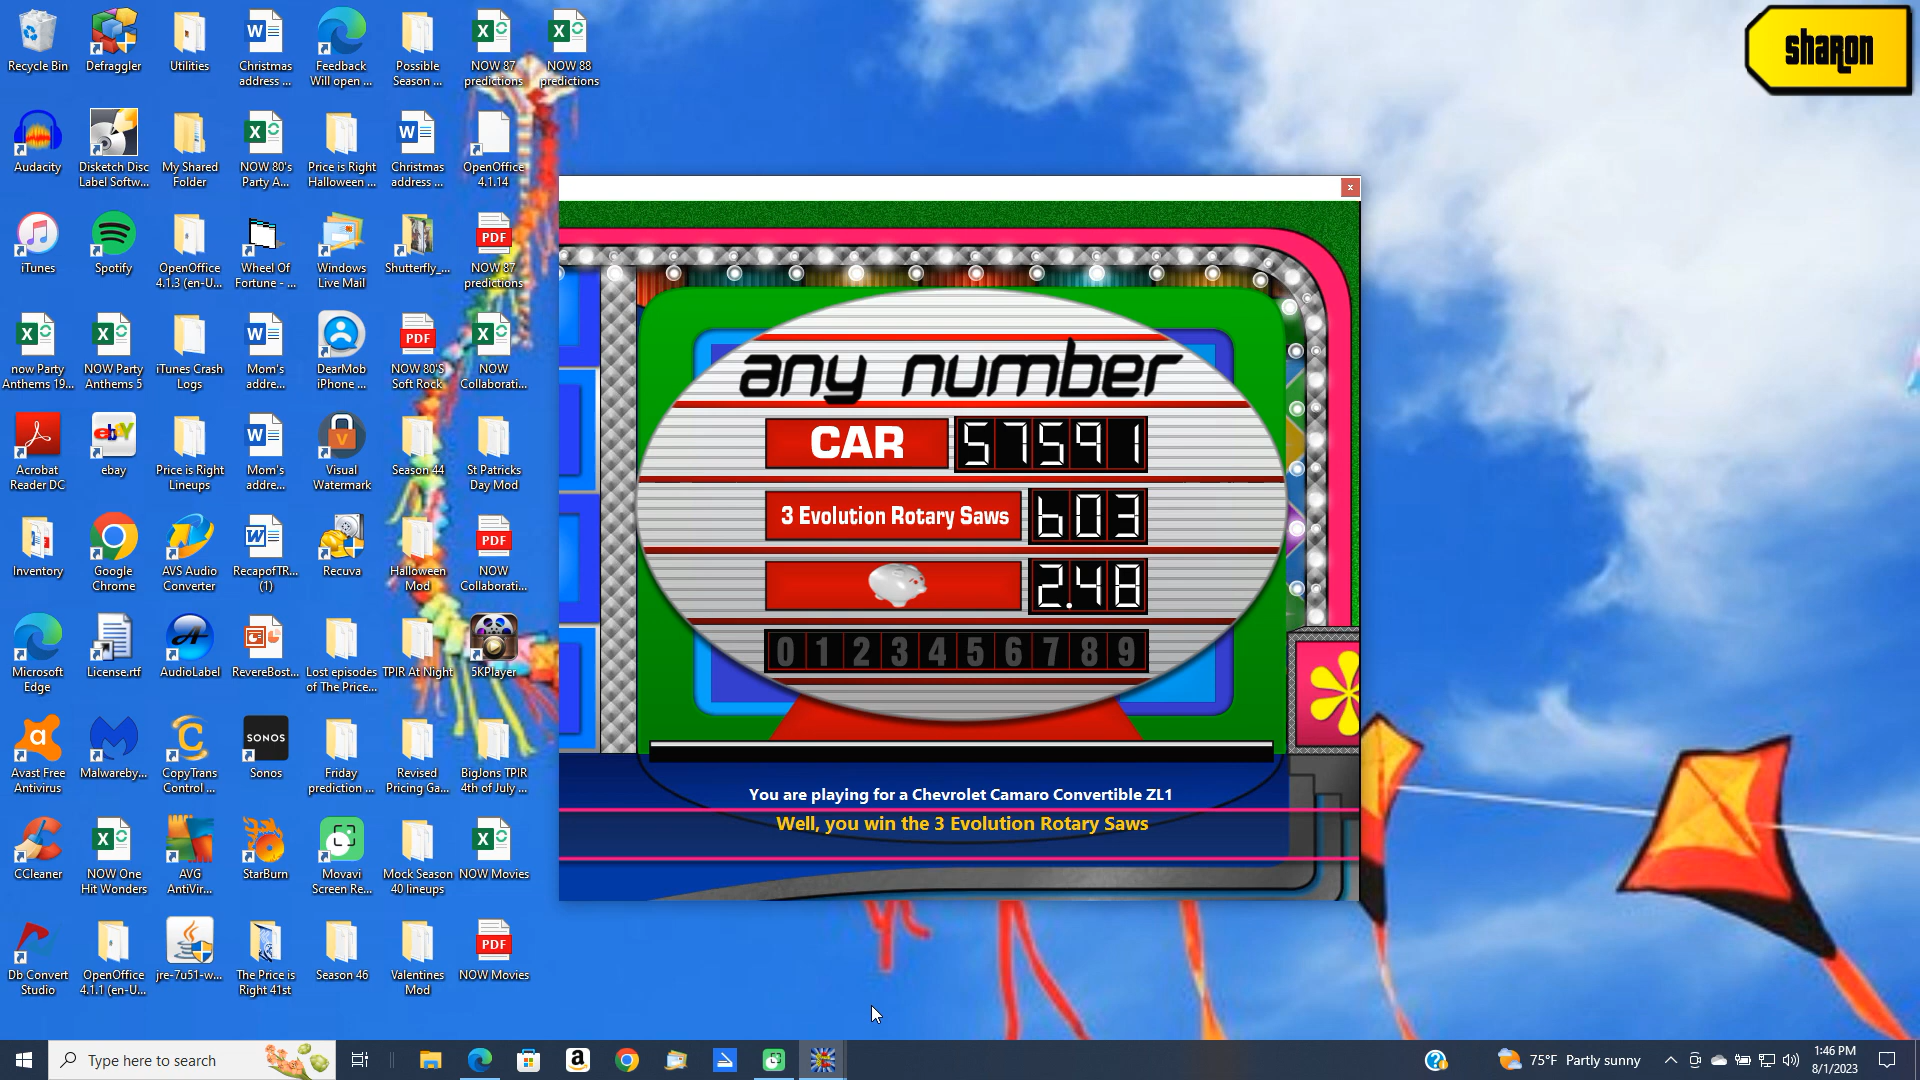 Recycle Bin
Defraggler
Utilities
Christmas
address ...
Feedback
Will open ...
Possible
Season ...
NOW 87
predictions
NOW 88
predictions
sharon
Audacity
Disketch Disc
Label Softw...
My Shared
Folder
NOW 80's
Party A...
Price is Right
Halloween ...
Christmas
address ...
OpenOffice
4.1.14
iTunes
Spotify
OpenOffice
4.1.3 (en-U...
Wheel Of
Fortune - ...
Windows
Live Mail
Shutterfly_...
PDF
NOW 87
predictions
now Party
Anthems 19...
NOW Party
Anthems 5
iTunes Crash
Logs
Mom's
addre...
DearMob
iPhone ...
PDF
NOW 80'S
Soft Rock
NOW
Collaborati...
Acrobat
Reader DC
ebay
ebay
Price is Right
Lineups
Mom's
addre...
Visual
Watermark
Season 44
St Patricks
Day Mod
Inventory
Google
Chrome
AVS Audio
Converter
RecapofTR...
(1)
Recuva
Halloween
Mod
PDF
NOW
Collaborati...
Microsoft
Edge
License.rtf
AudioLabel
RevereBost...
Lost episodes
of The Price...
TPIR At Night
5KPlayer
Avast Free
Antivirus
Malwareby...
CopyTrans
Control ...
SONOS
Sonos
Friday
prediction ...
Revised
Pricing Ga...
BigJons TPIR
4th of July ...
CCleaner
NOW One
Hit Wonders
AVG
AntiVir...
StarBurn
Movavi
Screen Re...
Mock Season
40 lineups
NOW Movies
Db Convert
Studio
OpenOffice
4.1.1 (en-U...
jre-7u51-w...
The Price is
Right 41st
Season 46
Valentines
Mod
PDF
NOW Movies
any number
CAR 57591
3 Evolution Rotary Saws 603
2.48
0 1 2 3 4 5 6 7 8 9
You are playing for a Chevrolet Camaro Convertible ZL1
Well, you win the 3 Evolution Rotary Saws
Type here to search
75°F Partly sunny
1:46 PM
8/1/2023